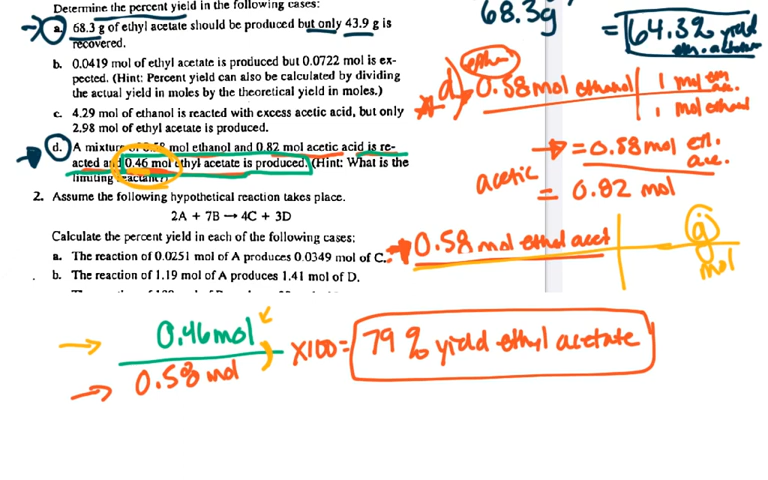 Determine the percent yield in the following cases:
a. 68.3 g of ethyl acetate should be produced but only 43.9 g is
recovered.
b. 0.0419 mol of ethyl acetate is produced but 0.0722 mol is ex-
pected. (Hint: Percent yield can also be calculated by dividing
the actual yield in moles by the theoretical yield in moles.)
c. 4.29 mol of ethanol is reacted with excess acetic acid, but only
2.98 mol of ethyl acetate is produced.
d. A mixture of 0.58 mol ethanol and 0.82 mol acetic acid is re-
acted and 0.46 mol ethyl acetate is produced. (Hint: What is the
limiting reactant?)
2. Assume the following hypothetical reaction takes place.
2A + 7B → 4C + 3D
Calculate the percent yield in each of the following cases:
a. The reaction of 0.0251 mol of A produces 0.0349 mol of C.
b. The reaction of 1.19 mol of A produces 1.41 mol of D.
68.3g
= 64.3% yield
d) 0.58mol ethanol 1 mol
1 mol ethanol
= 0.58 mol
acetic = 0.82 mol
0.58 mol ethyl acet g
mol
0.46 mol
0.58 mol
x100 = 79 % yield ethyl acetate